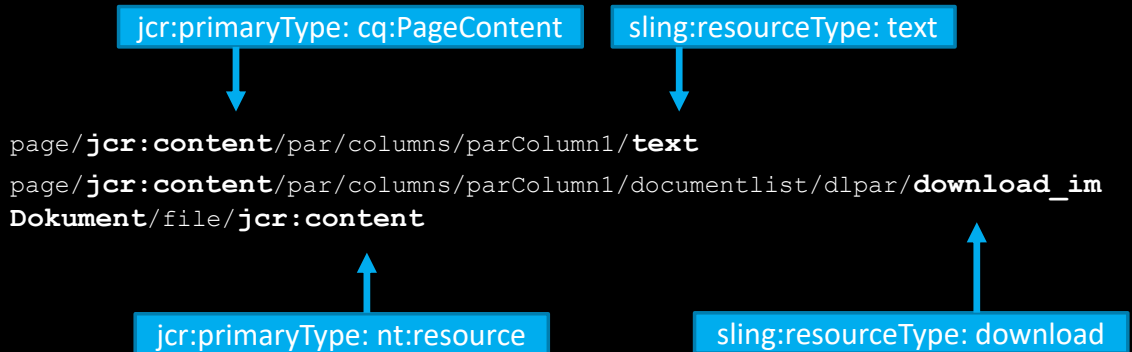 jcr:primaryType: cq:PageContent
sling:resourceType: text
page/jcr:content/par/columns/parColumn1/text
page/jcr:content/par/columns/parColumn1/documentlist/dlpar/download_im
Dokument/file/jcr:content
jcr:primaryType: nt:resource
sling:resourceType: download